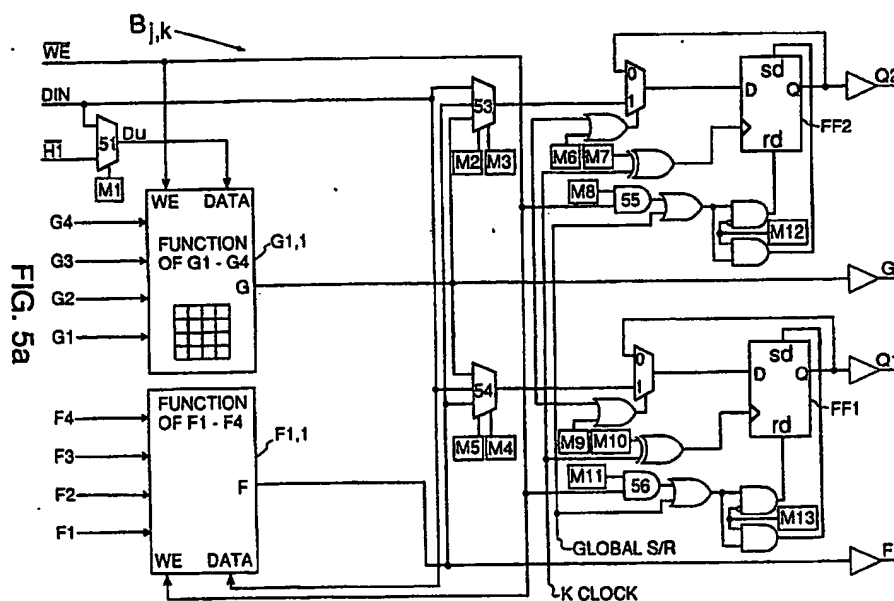 B j,k
WE
DIN
H1
51
Du
M1
WE DATA
FUNCTION
OF G1 - G4
G
G1,1
G4
G3
G2
G1
FIG. 5a
FUNCTION
OF F1 - F4
F
F1,1
F4
F3
F2
F1
WE DATA
53
M2 M3
54
M5 M4
0
1
M6 M7
M8
55
sd
D Q
rd
FF2
M12
Q2
G
0
1
M9 M10
M11
56
sd
D Q
rd
FF1
M13
Q1
F
GLOBAL S/R
K CLOCK